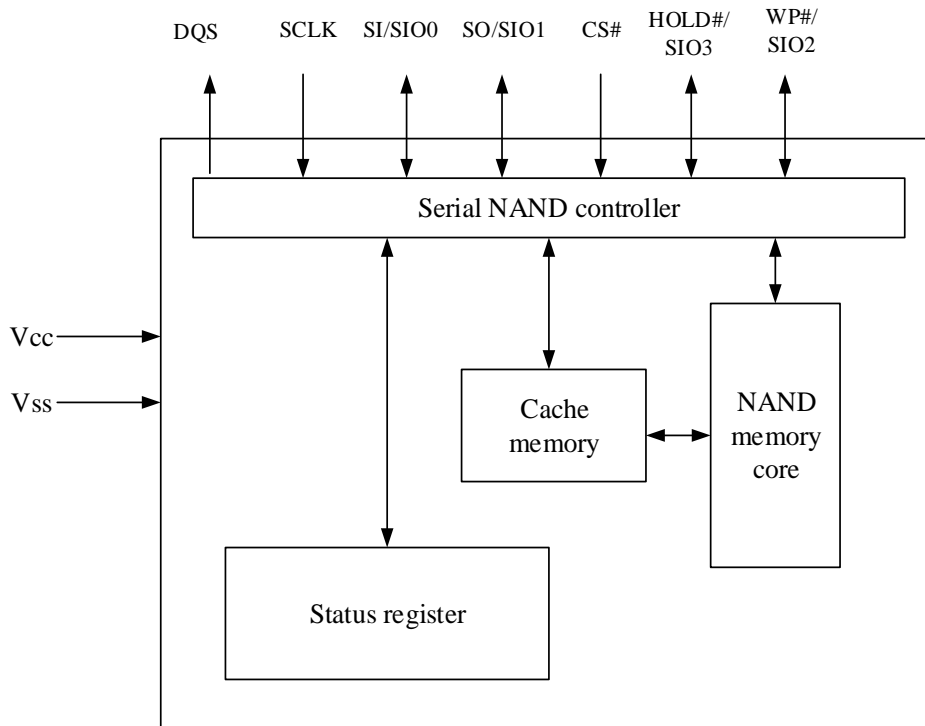 DQS
SCLK
SI/SIO0
SO/SIO1
CS#
HOLD#/
SIO3
WP#/
SIO2
Serial NAND controller
Vcc
Vss
Cache
memory
NAND
memory
core
Status register